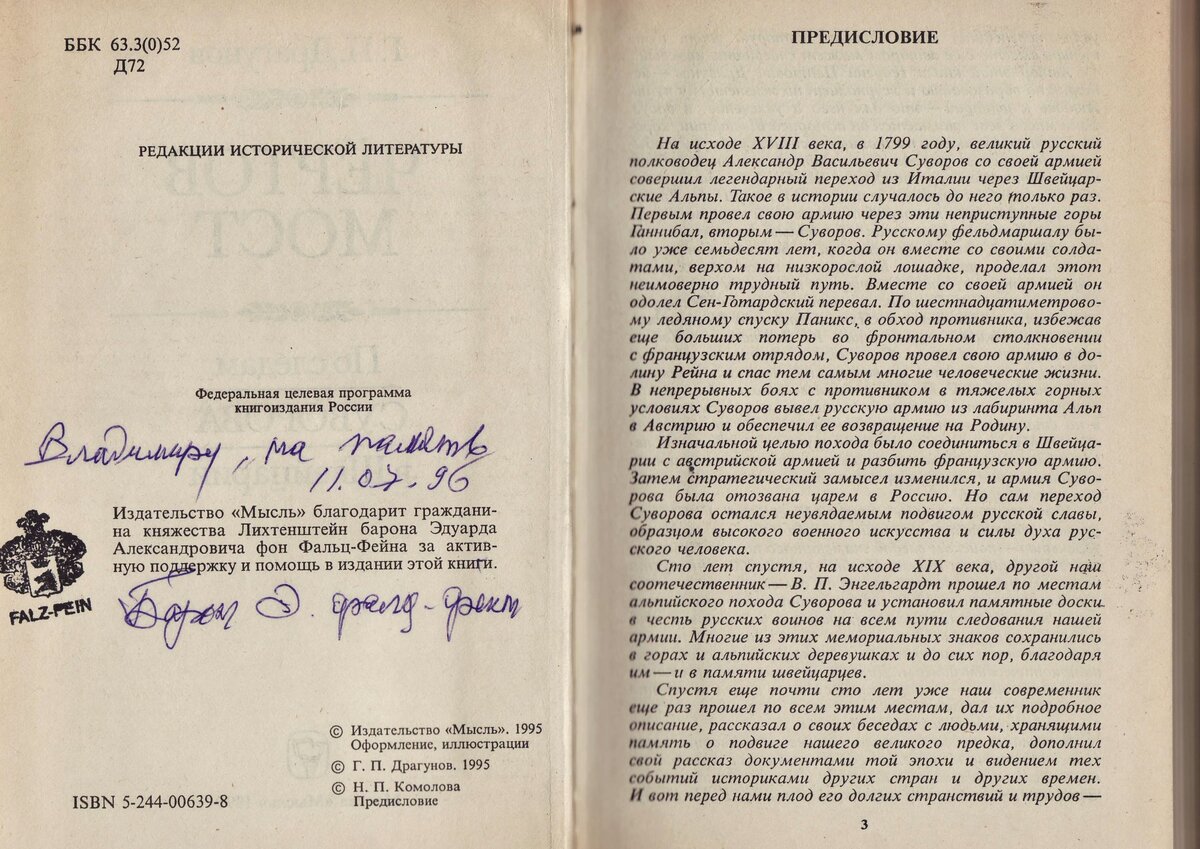 ББК 63.3(0)52
Д72
РЕДАКЦИИ ИСТОРИЧЕСКОЙ ЛИТЕРАТУРЫ
Федеральная целевая программа
книгоиздания России
Владимиру, на память
11.07.96
Издательство «Мысль» благодарит граждани-
на княжества Лихтенштейн барона Эдуарда
Александровича фон Фальц-Фейна за актив-
ную поддержку и помощь в издании этой книги.
FALZ-FEIN
Барон Э. фальц-фейн
© Издательство «Мысль». 1995
Оформление, иллюстрации
© Г. П. Драгунов. 1995
© Н. П. Комолова
Предисловие
ISBN 5-244-00639-8
ПРЕДИСЛОВИЕ
На исходе XVIII века, в 1799 году, великий русский
полководец Александр Васильевич Суворов со своей армией
совершил легендарный переход из Италии через Швейцар-
ские Альпы. Такое в истории случалось до него только раз.
Первым провел свою армию через эти неприступные горы
Ганнибал, вторым — Суворов. Русскому фельдмаршалу бы-
ло уже семьдесят лет, когда он вместе со своими солда-
тами, верхом на низкорослой лошадке, проделал этот
неимоверно трудный путь. Вместе со своей армией он
одолел Сен-Готардский перевал. По шестнадцатиметрово-
му ледяному спуску Паникс, в обход противника, избежав
еще больших потерь во фронтальном столкновении
с французским отрядом, Суворов провел свою армию в до-
лину Рейна и спас тем самым многие человеческие жизни.
В непрерывных боях с противником в тяжелых горных
условиях Суворов вывел русскую армию из лабиринта Альп
в Австрию и обеспечил ее возвращение на Родину.
Изначальной целью похода было соединиться в Швейца-
рии с австрийской армией и разбить французскую армию.
Затем стратегический замысел изменился, и армия Суво-
рова была отозвана царем в Россию. Но сам переход
Суворова остался неувядаемым подвигом русской славы,
образцом высокого военного искусства и силы духа рус-
ского человека.
Сто лет спустя, на исходе XIX века, другой наш
соотечественник — В. П. Энгельгардт прошел по местам
альпийского похода Суворова и установил памятные доски
в честь русских воинов на всем пути следования нашей
армии. Многие из этих мемориальных знаков сохранились
в горах и альпийских деревушках и до сих пор, благодаря
им — и в памяти швейцарцев.
Спустя еще почти сто лет уже наш современник
еще раз прошел по всем этим местам, дал их подробное
описание, рассказал о своих беседах с людьми, хранящими
память о подвиге нашего великого предка, дополнил
свой рассказ документами той эпохи и видением тех
событий историками других стран и других времен.
И вот перед нами плод его долгих странствий и трудов —
3